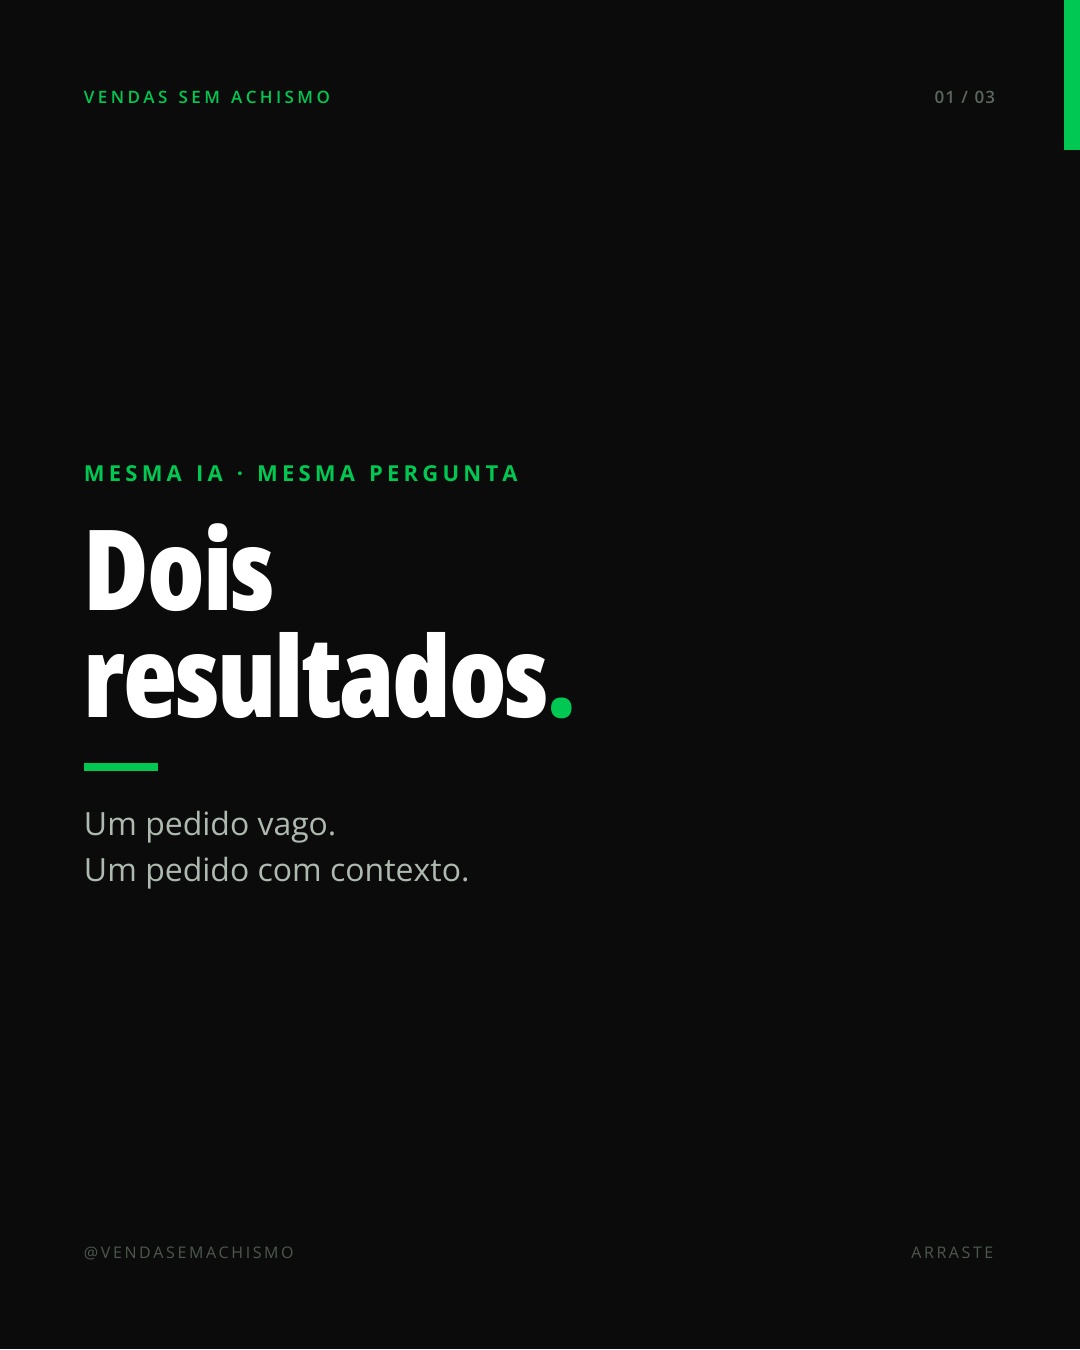 VENDAS SEM ACHISMO
01 / 03
MESMA IA · MESMA PERGUNTA
Dois
resultados.
Um pedido vago.
Um pedido com contexto.
@VENDASEMACHISMO
ARRASTE